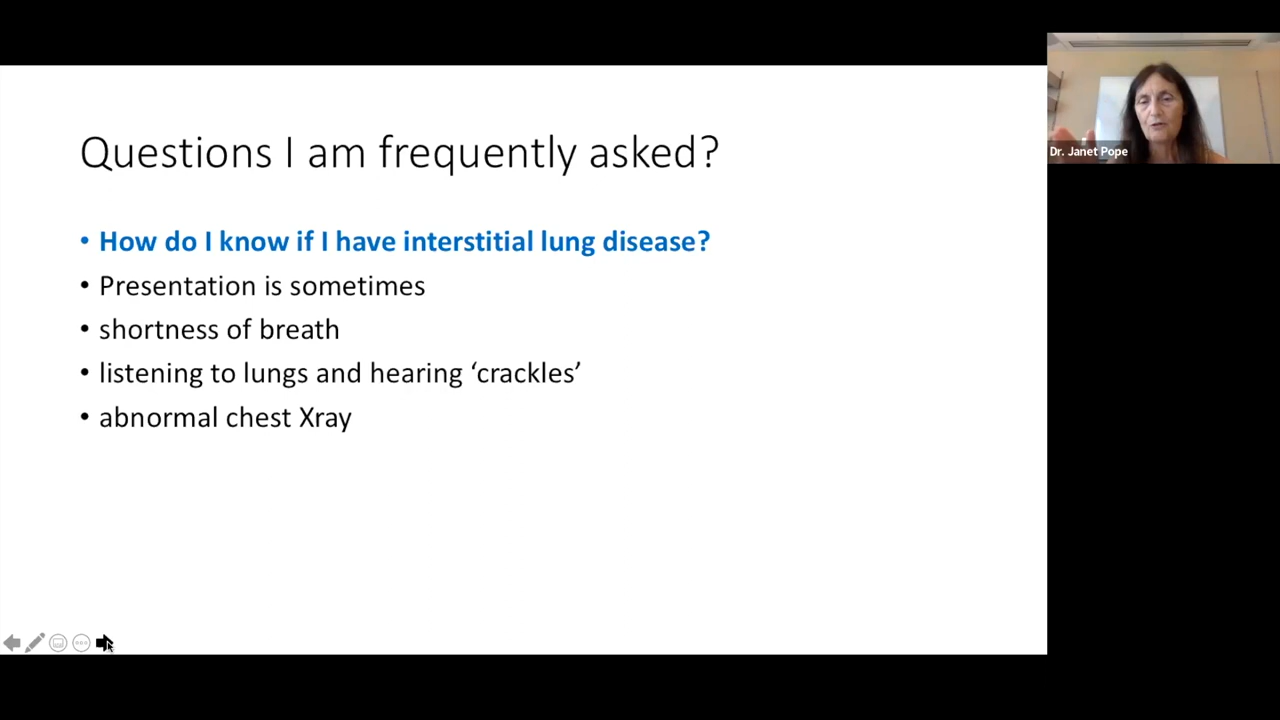 Questions I am frequently asked?
• How do I know if I have interstitial lung disease?
• Presentation is sometimes
• shortness of breath
• listening to lungs and hearing ‘crackles’
• abnormal chest Xray
Dr. Janet Pope